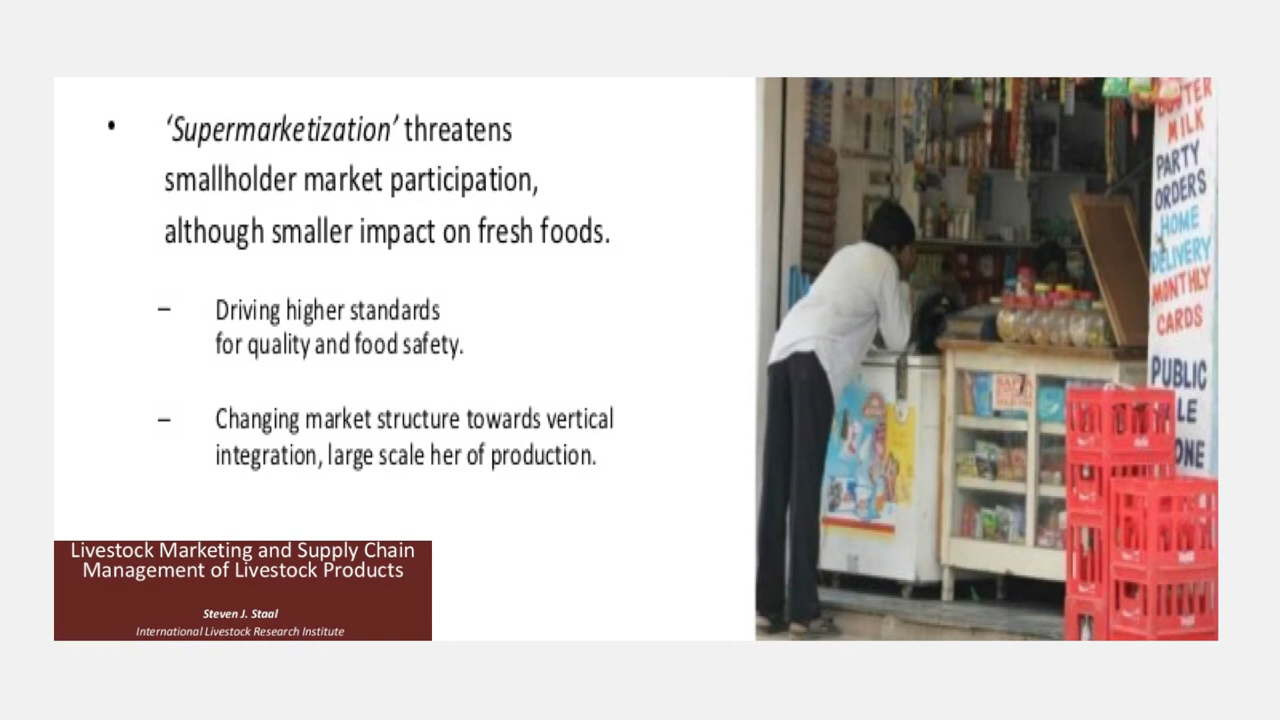 • ‘Supermarketization’ threatens
smallholder market participation,
although smaller impact on fresh foods.
– Driving higher standards
for quality and food safety.
– Changing market structure towards vertical
integration, large scale her of production.
Livestock Marketing and Supply Chain
Management of Livestock Products
Steven J. Staal
International Livestock Research Institute
MILK
PARTY
ORDERS
HOME
DELIVERY
MONTHLY
CARDS
PUBLIC